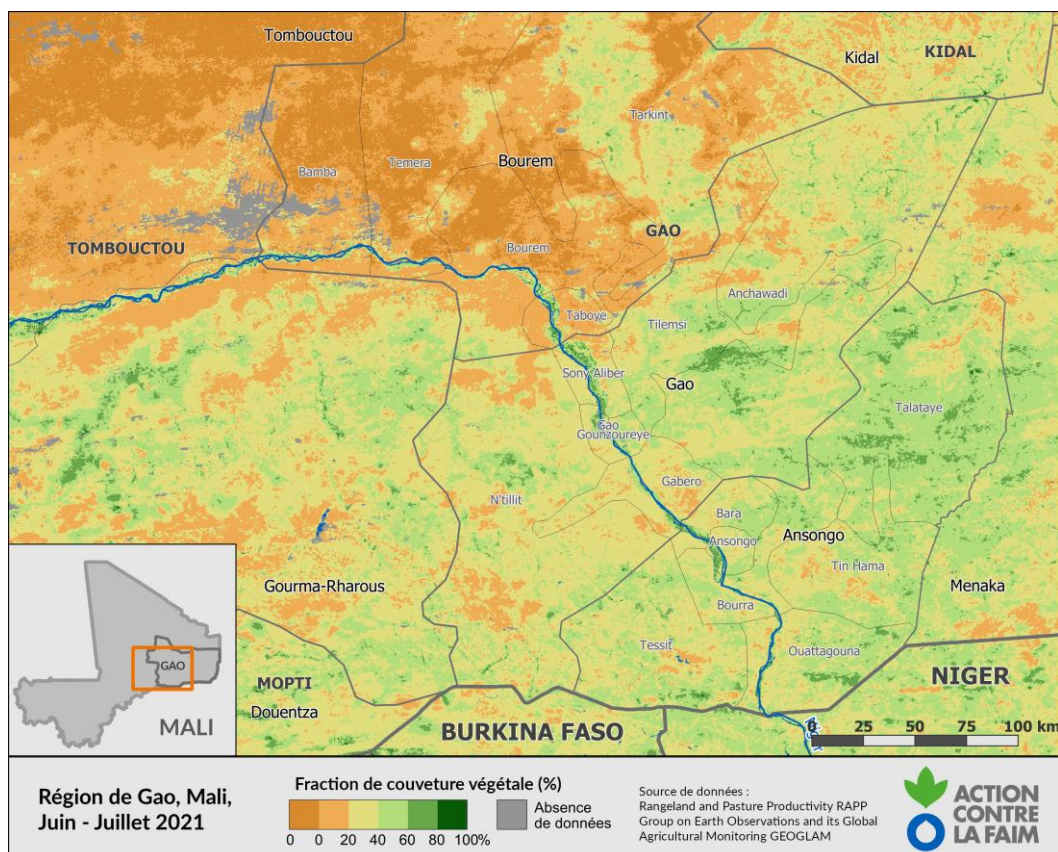 Tombouctou
Kidal
KIDAL
Tarkint
Bamba
Temera
Bourem
TOMBOUCTOU
Bourem
GAO
Anchawadi
Taboye
Tilemsi
Sony Aliber
Gao
Talataye
Gao
Gounzoureye
N'tillit
Gabero
Bara
Ansongo
Ansongo
Tin Hama
Gourma-Rharous
Menaka
Bourra
Tessit
Ouattagouna
NIGER
MOPTI
Douentza
BURKINA FASO
GAO
MALI
0 25 50 75 100 km
Région de Gao, Mali,
Juin - Juillet 2021
Fraction de couveture végétale (%)
0 0 20 40 60 80 100%
Absence
de données
Source de données :
Rangeland and Pasture Productivity RAPP
Group on Earth Observations and its Global
Agricultural Monitoring GEOGLAM
ACTION
CONTRE
LA FAIM